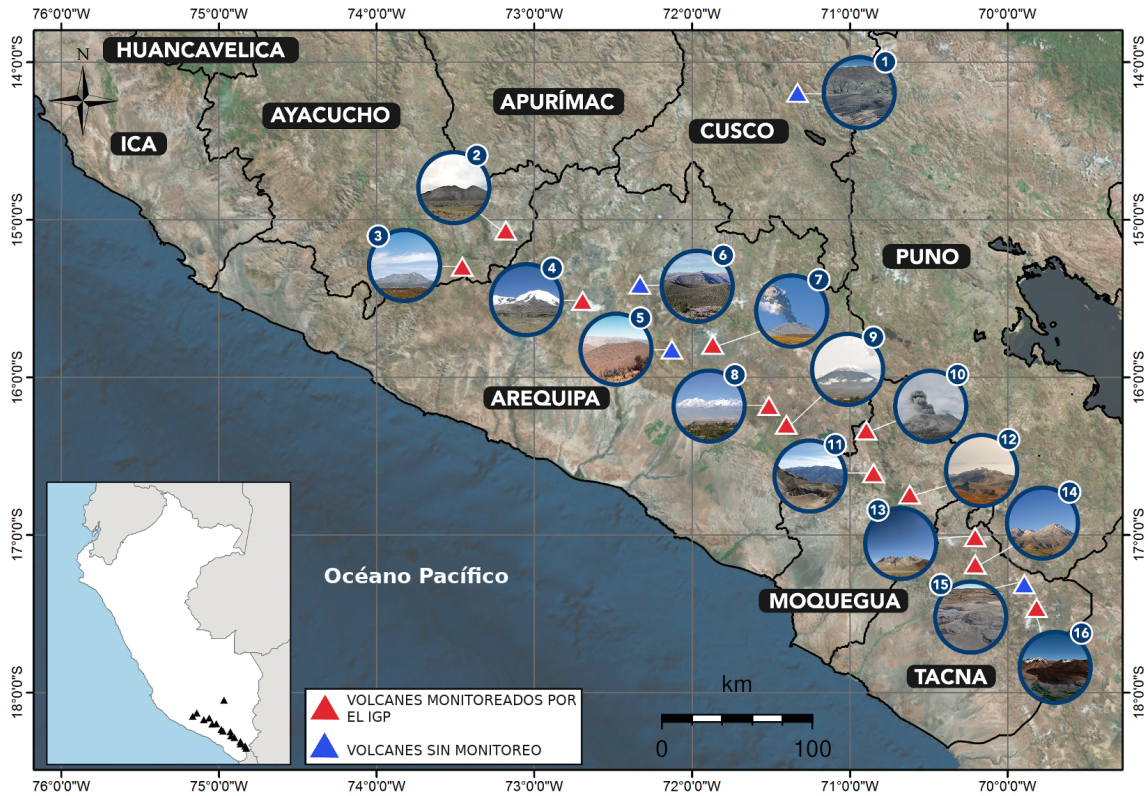 76°0'0"O 75°0'0"O 74°0'0"O 73°0'0"O 72°0'0"O 71°0'0"O 70°0'0"O
14°0'0"S
14°0'0"S
15°0'0"S
15°0'0"S
16°0'0"S
16°0'0"S
17°0'0"S
17°0'0"S
18°0'0"S
18°0'0"S
N
HUANCAVELICA
1
AYACUCHO
APURÍMAC
CUSCO
ICA
2
3
4
6
PUNO
7
5
9
8
10
AREQUIPA
11
12
14
13
Océano Pacífico
15
MOQUEGUA
16
TACNA
km
0 100
VOLCANES MONITOREADOS POR
EL IGP
VOLCANES SIN MONITOREO
76°0'0"O 75°0'0"O 74°0'0"O 73°0'0"O 72°0'0"O 71°0'0"O 70°0'0"O